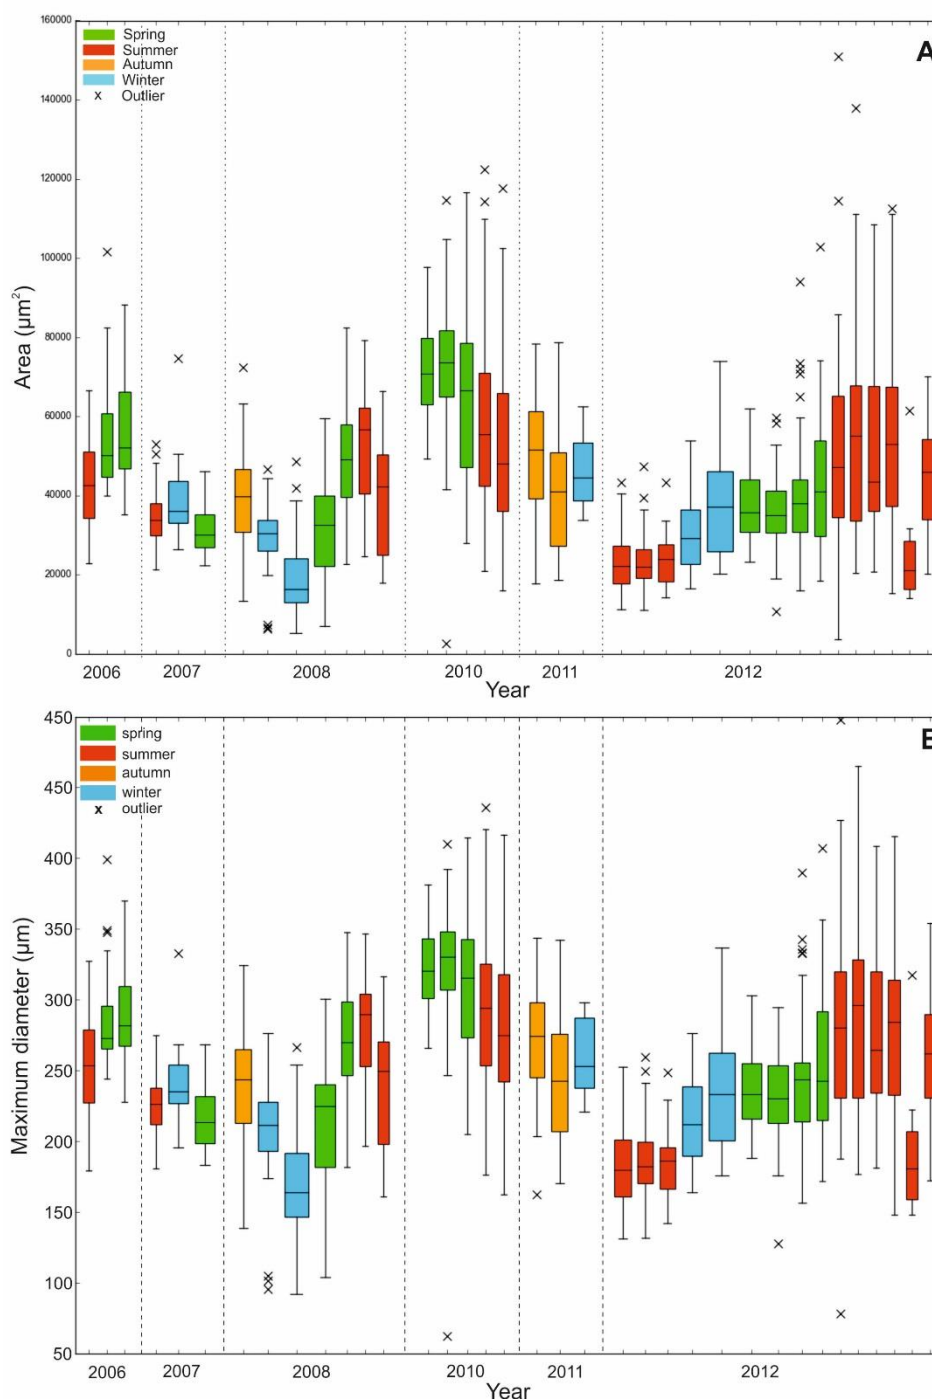 160000
140000
120000
100000
80000
60000
40000
20000
0
Area (µm²)
Spring
Summer
Autumn
Winter
x Outlier
A
2006 2007 2008 2010 2011 2012
Year
450
450
400
350
300
250
200
150
100
50
Maximum diameter (µm)
spring
summer
autumn
winter
x outlier
2006 2007 2008 2010 2011 2012
Year